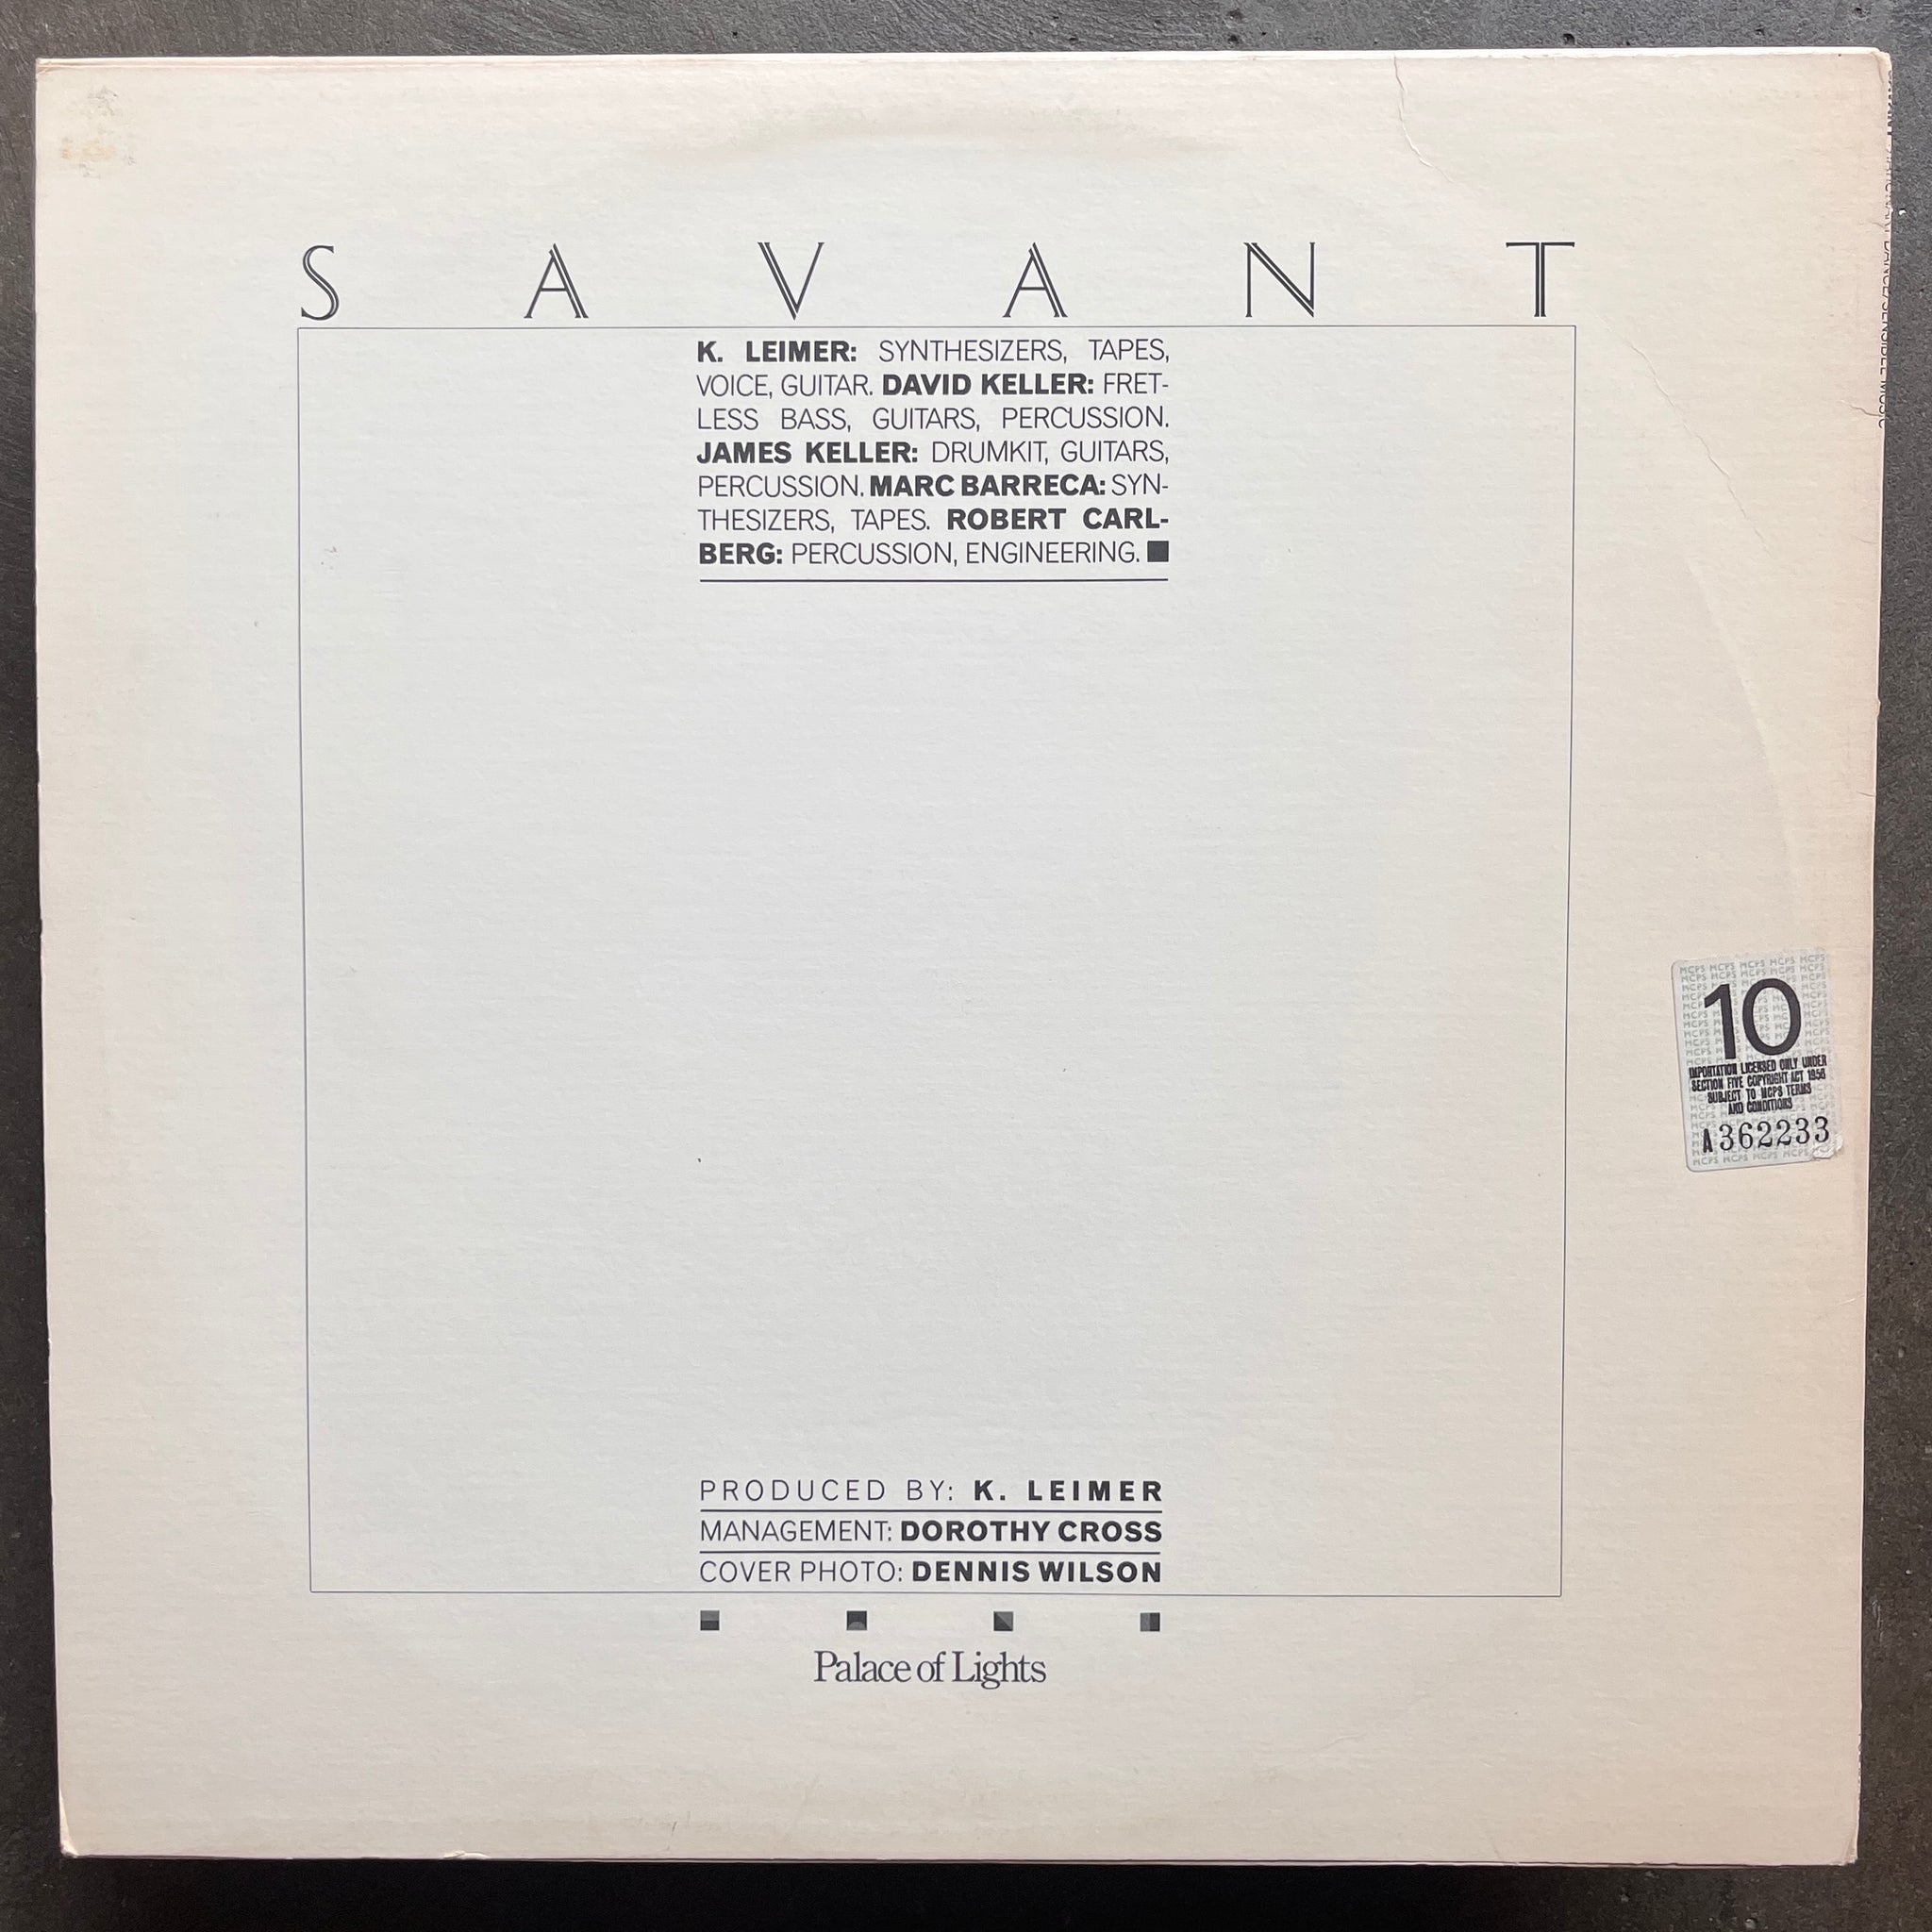 S A V A N T
K. LEIMER: SYNTHESIZERS, TAPES,
VOICE, GUITAR. DAVID KELLER: FRET-
LESS BASS, GUITARS, PERCUSSION.
JAMES KELLER: DRUMKIT, GUITARS,
PERCUSSION. MARC BARRECA: SYN-
THESIZERS, TAPES. ROBERT CARL-
BERG: PERCUSSION, ENGINEERING.
10
IMPORTATION LICENSED ONLY UNDER
SECTION FIVE COPYRIGHT ACT 1956
SUBJECT TO MCPS TERMS
AND CONDITIONS
A362233
PRODUCED BY: K. LEIMER
MANAGEMENT: DOROTHY CROSS
COVER PHOTO: DENNIS WILSON
Palace of Lights